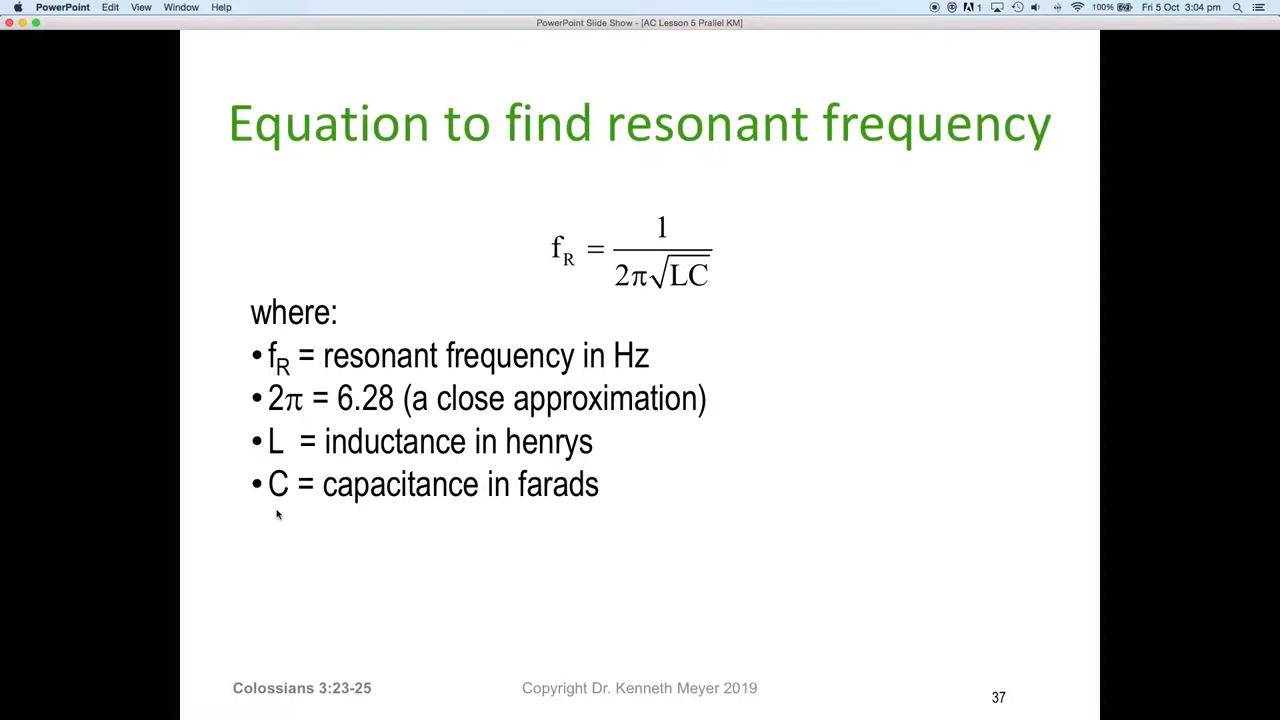 PowerPoint Edit View Window Help 1 100% Fri 5 Oct 3:04 pm
PowerPoint Slide Show - [AC Lesson 5 Prallel KM]
Equation to find resonant frequency
f_R = 1 / (2π√LC)
where:
•f_R = resonant frequency in Hz
•2π = 6.28 (a close approximation)
•L = inductance in henrys
•C = capacitance in farads
Colossians 3:23-25 Copyright Dr. Kenneth Meyer 2019 37